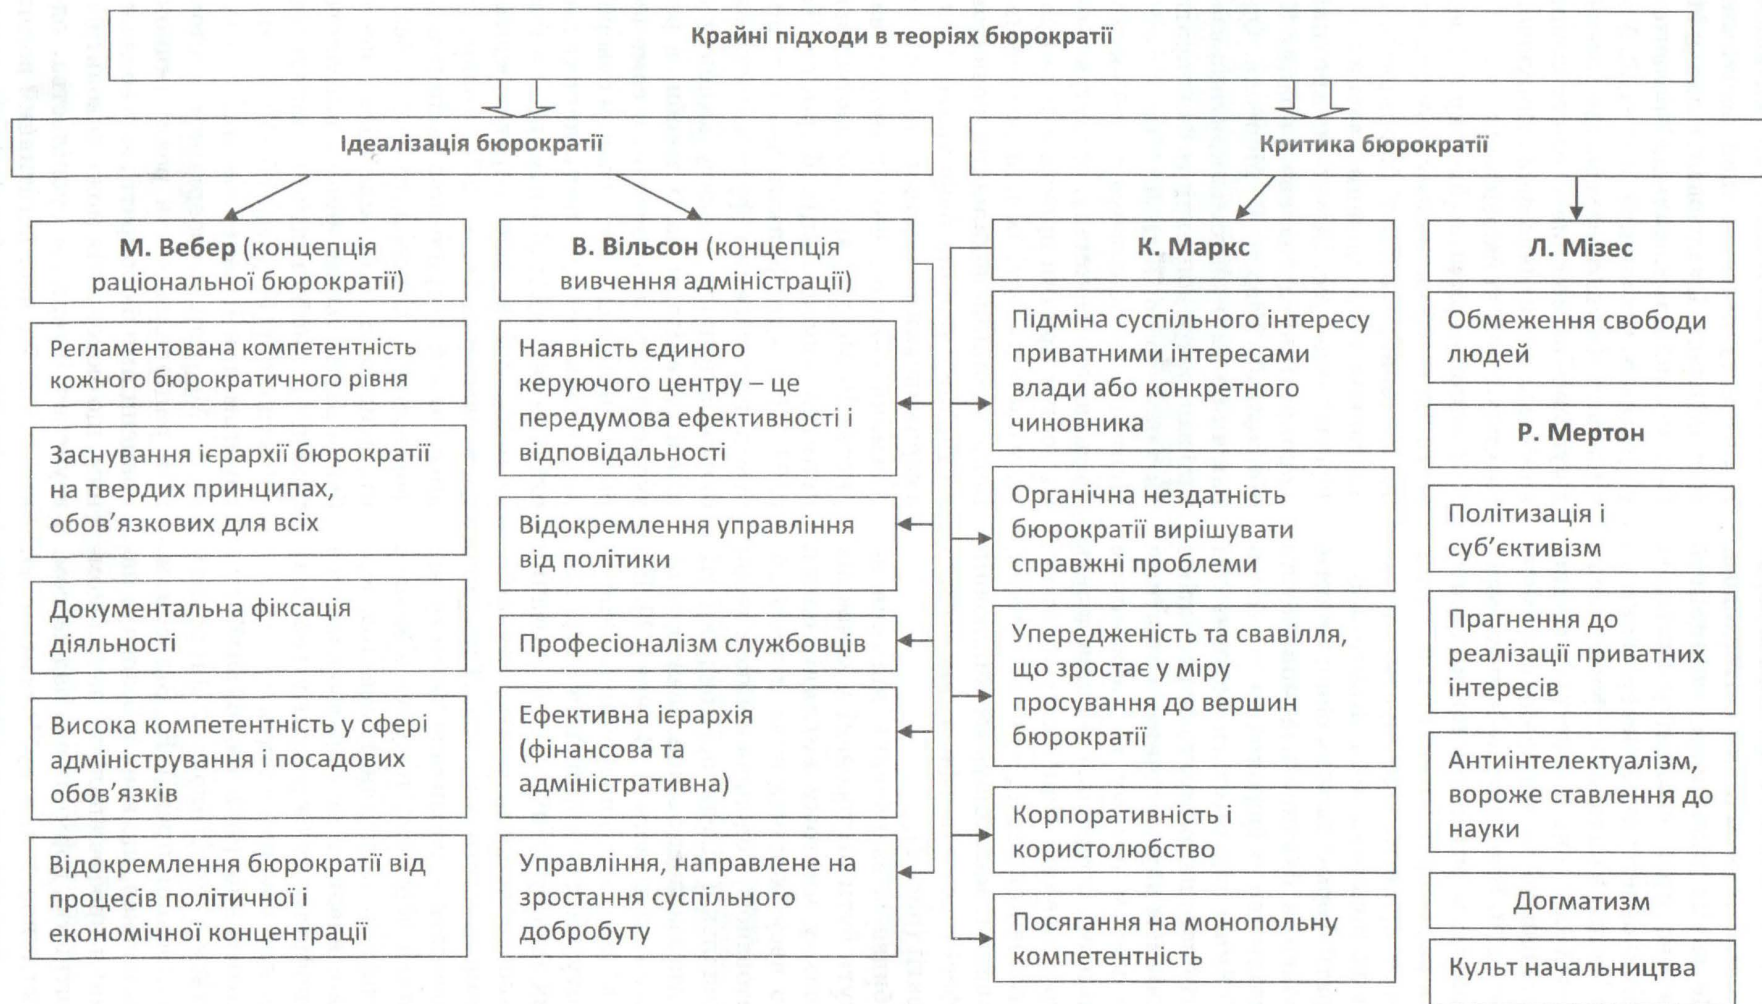 Крайні підходи в теоріях бюрократії
Ідеалізація бюрократії
Критика бюрократії
М. Вебер (концепція
раціональної бюрократії)
Регламентована компетентність
кожного бюрократичного рівня
Заснування ієрархії бюрократії
на твердих принципах,
обов’язкових для всіх
Документальна фіксація
діяльності
Висока компетентність у сфері
адміністрування і посадових
обов’язків
Відокремлення бюрократії від
процесів політичної і
економічної концентрації
В. Вільсон (концепція
вивчення адміністрації)
Наявність єдиного
керуючого центру – це
передумова ефективності і
відповідальності
Відокремлення управління
від політики
Професіоналізм службовців
Ефективна ієрархія
(фінансова та
адміністративна)
Управління, направлене на
зростання суспільного
добробуту
К. Маркс
Підміна суспільного інтересу
приватними інтересами
влади або конкретного
чиновника
Органічна нездатність
бюрократії вирішувати
справжні проблеми
Упередженість та свавілля,
що зростає у міру
просування до вершин
бюрократії
Корпоративність і
користолюбство
Посягання на монопольну
компетентність
Л. Мізес
Обмеження свободи
людей
Р. Мертон
Політизація і
суб’єктивізм
Прагнення до
реалізації приватних
інтересів
Антиінтелектуалізм,
вороже ставлення до
науки
Догматизм
Культ начальництва